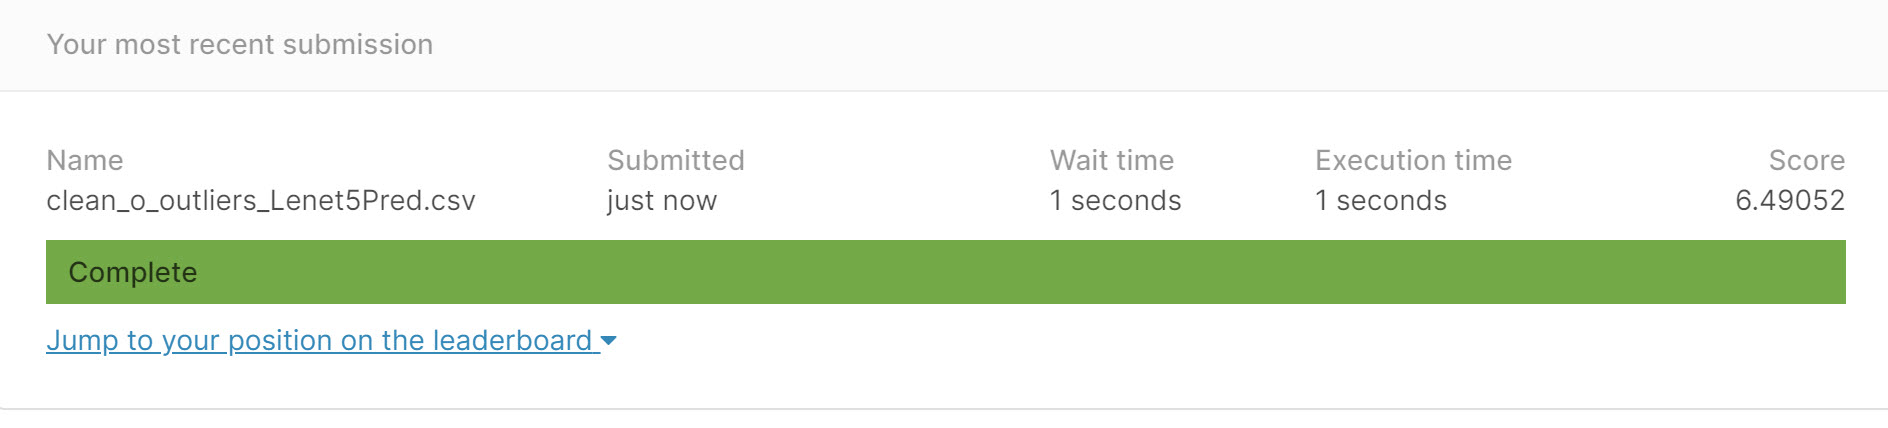 Your most recent submission
Name Submitted Wait time Execution time Score
clean_o_outliers_Lenet5Pred.csv just now 1 seconds 1 seconds 6.49052
Complete
Jump to your position on the leaderboard